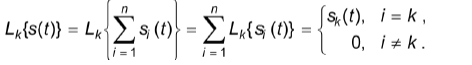 L_k{s(t)} = L_k{∑_{i=1}^{n} s_i(t)} = ∑_{i=1}^{n} L_k{s_i(t)} = { s_k(t), i = k ,
0, i ≠ k .